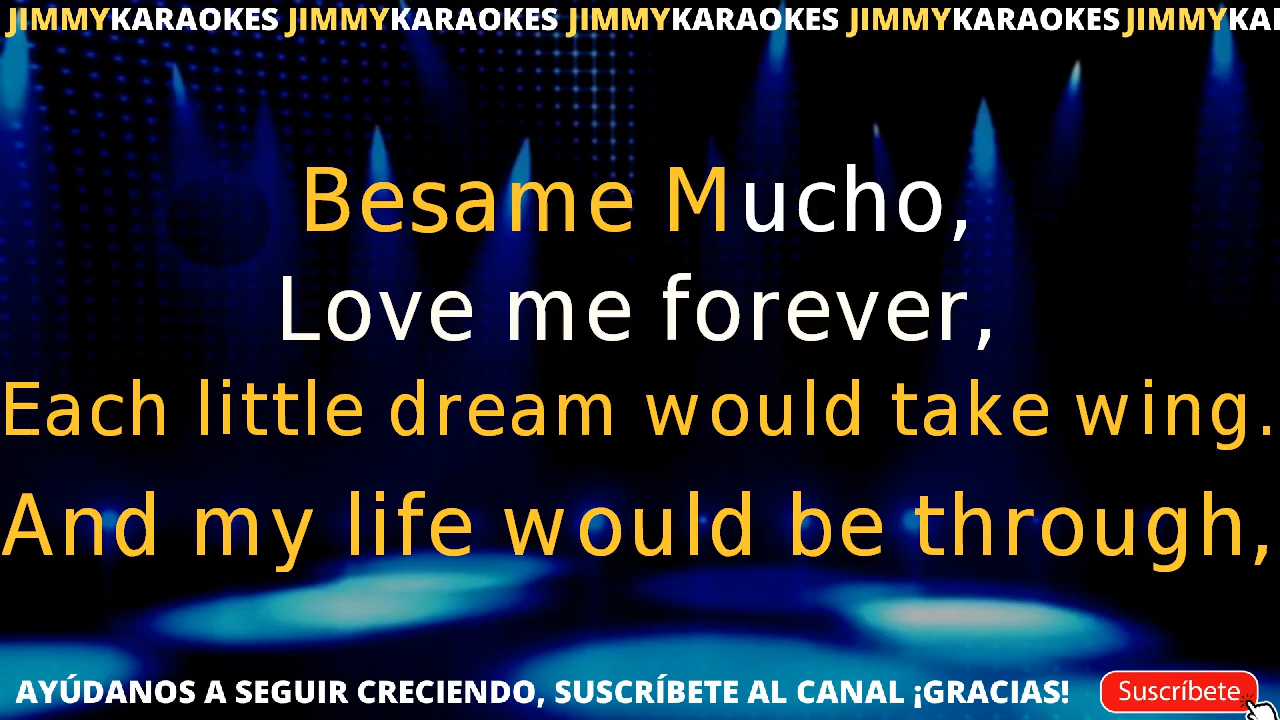 JIMMYKARAOKES JIMMYKARAOKES JIMMYKARAOKES JIMMYKARAOKES JIMMYKA
Besame Mucho,
Love me forever,
Each little dream would take wing.
And my life would be through,
AYÚDANOS A SEGUIR CRECIENDO, SUSCRÍBETE AL CANAL ¡GRACIAS! Suscríbete